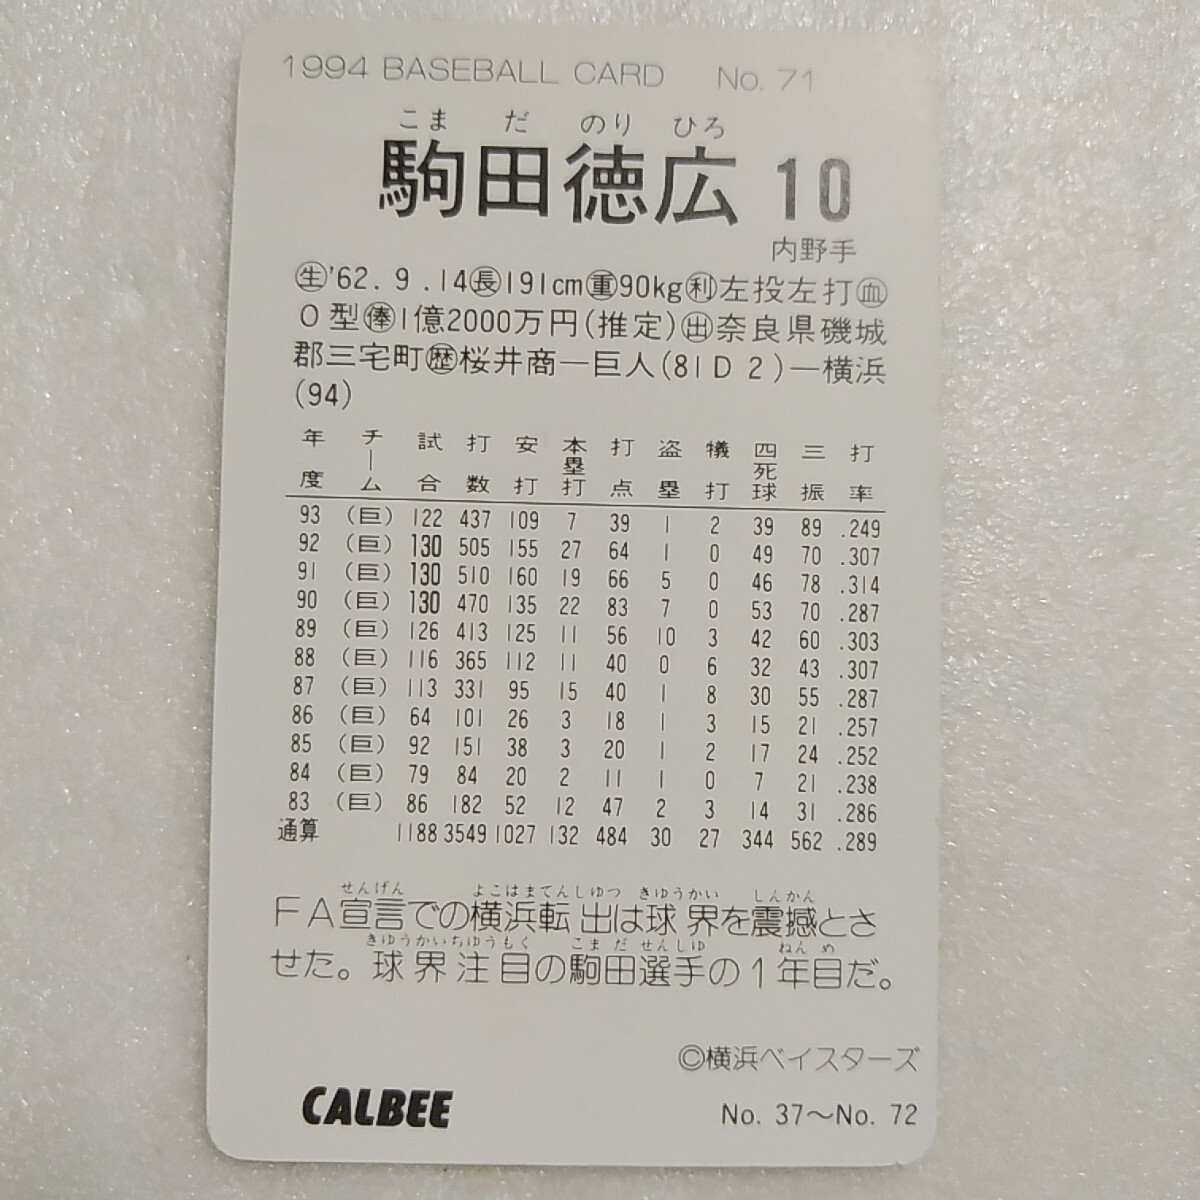 1994 BASEBALL CARD No. 71
こま だ のり ひろ
駒田徳広 10
内野手
㊗生'62. 9 .14長191cm重90kg利左投左打血
O型俸1億2000万円(推定)出奈良県磯城
郡三宅町歴桜井商―巨人(81D 2)―横浜
(94)
年度 チーム 試合 打数 安打 本塁打 打点 盗塁 犠打 四死球 三振 打率
93 (巨) 122 437 109 7 39 1 2 39 89 .249
92 (巨) 130 505 155 27 64 1 0 49 70 .307
91 (巨) 130 510 160 19 66 5 0 46 78 .314
90 (巨) 130 470 135 22 83 7 0 53 70 .287
89 (巨) 126 413 125 11 56 10 3 42 60 .303
88 (巨) 116 365 112 11 40 0 6 32 43 .307
87 (巨) 113 331 95 15 40 1 8 30 55 .287
86 (巨) 64 101 26 3 18 1 3 15 21 .257
85 (巨) 92 151 38 3 20 1 2 17 24 .252
84 (巨) 79 84 20 2 11 1 0 7 21 .238
83 (巨) 86 182 52 12 47 2 3 14 31 .286
通算 1188 3549 1027 132 484 30 27 344 562 .289
せんげん よこはまてんしゆつ きゆうかい しんかん
FA宣言での横浜転出は球界を震撼とさ
きゆうかいちゆうもく こま だ せんしゆ ねん め
せた。球界注目の駒田選手の1年目だ。
©横浜ベイスターズ
CALBEE No. 37〜No. 72